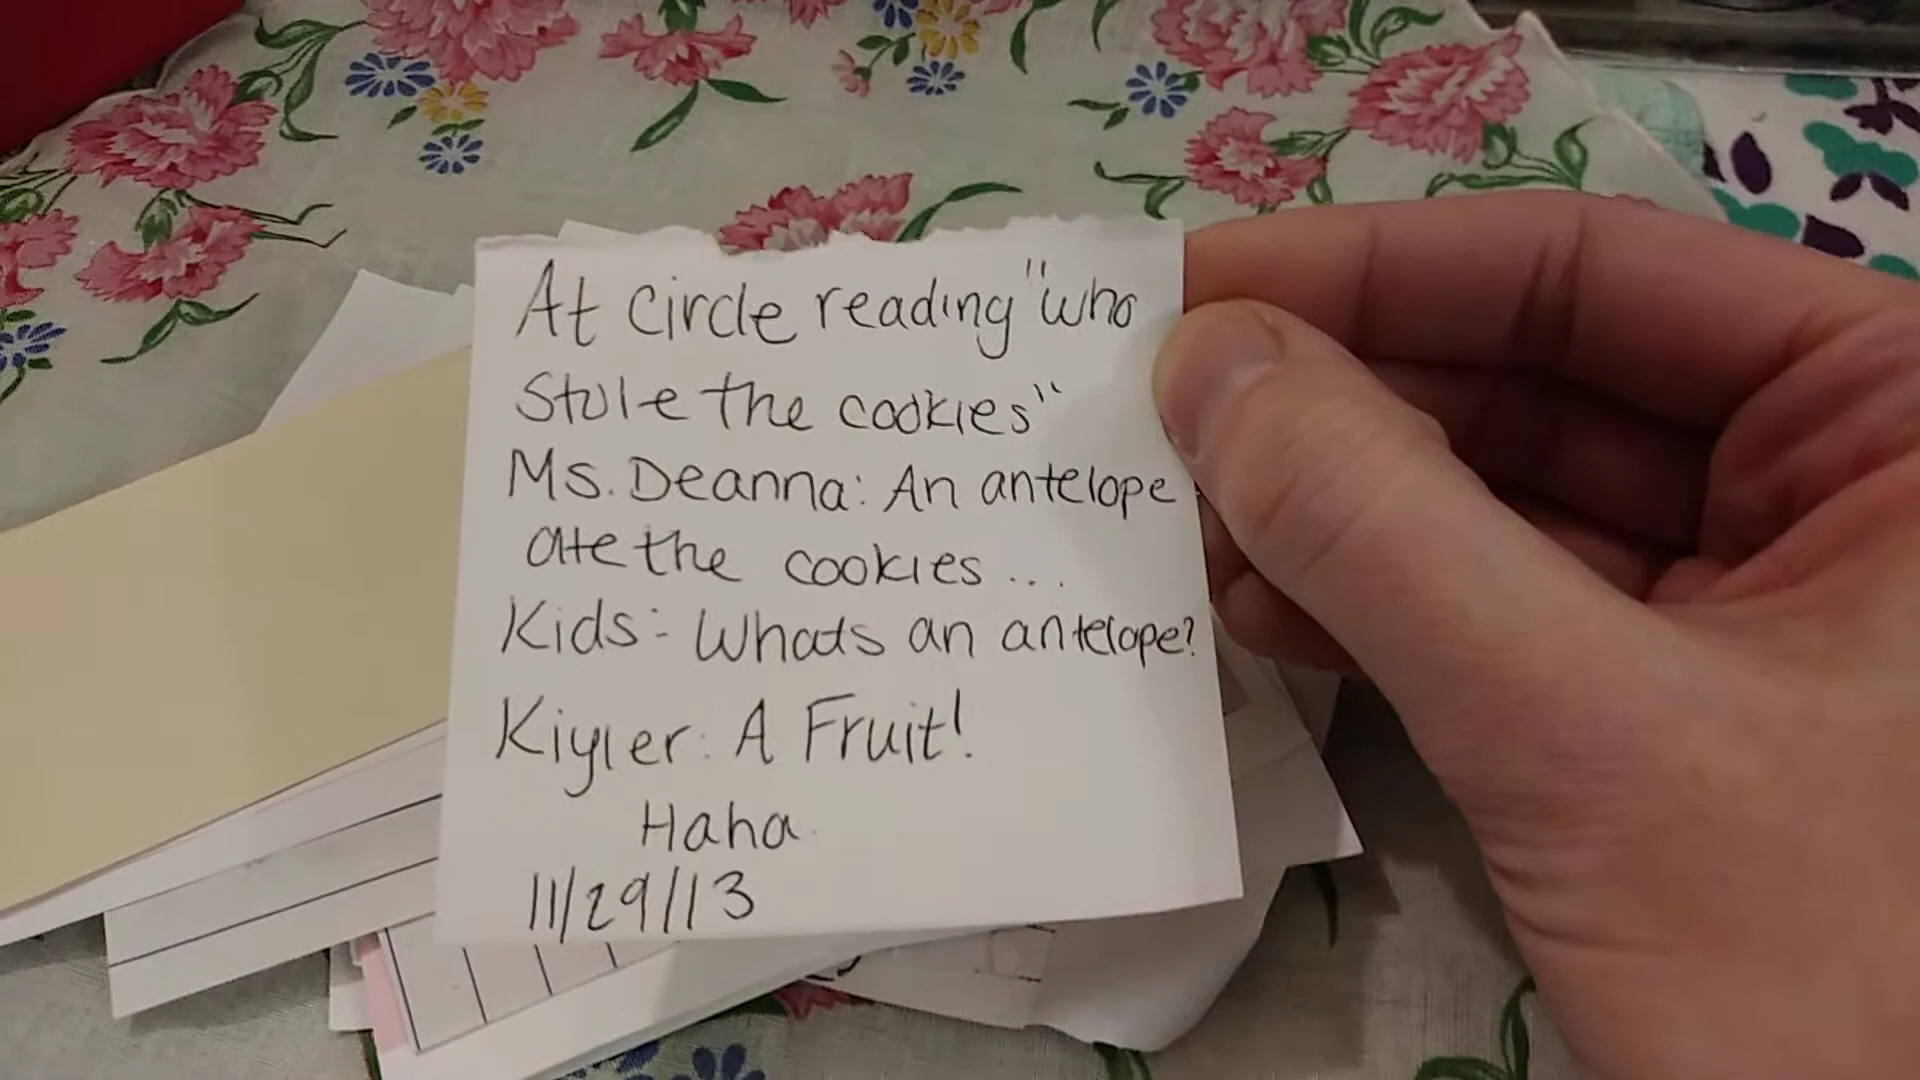 At circle reading "who
Stole the cookies"
Ms. Deanna: An antelope
ate the cookies...
Kids: Whats an antelope?
Kiyler: A Fruit!
Haha
11/29/13